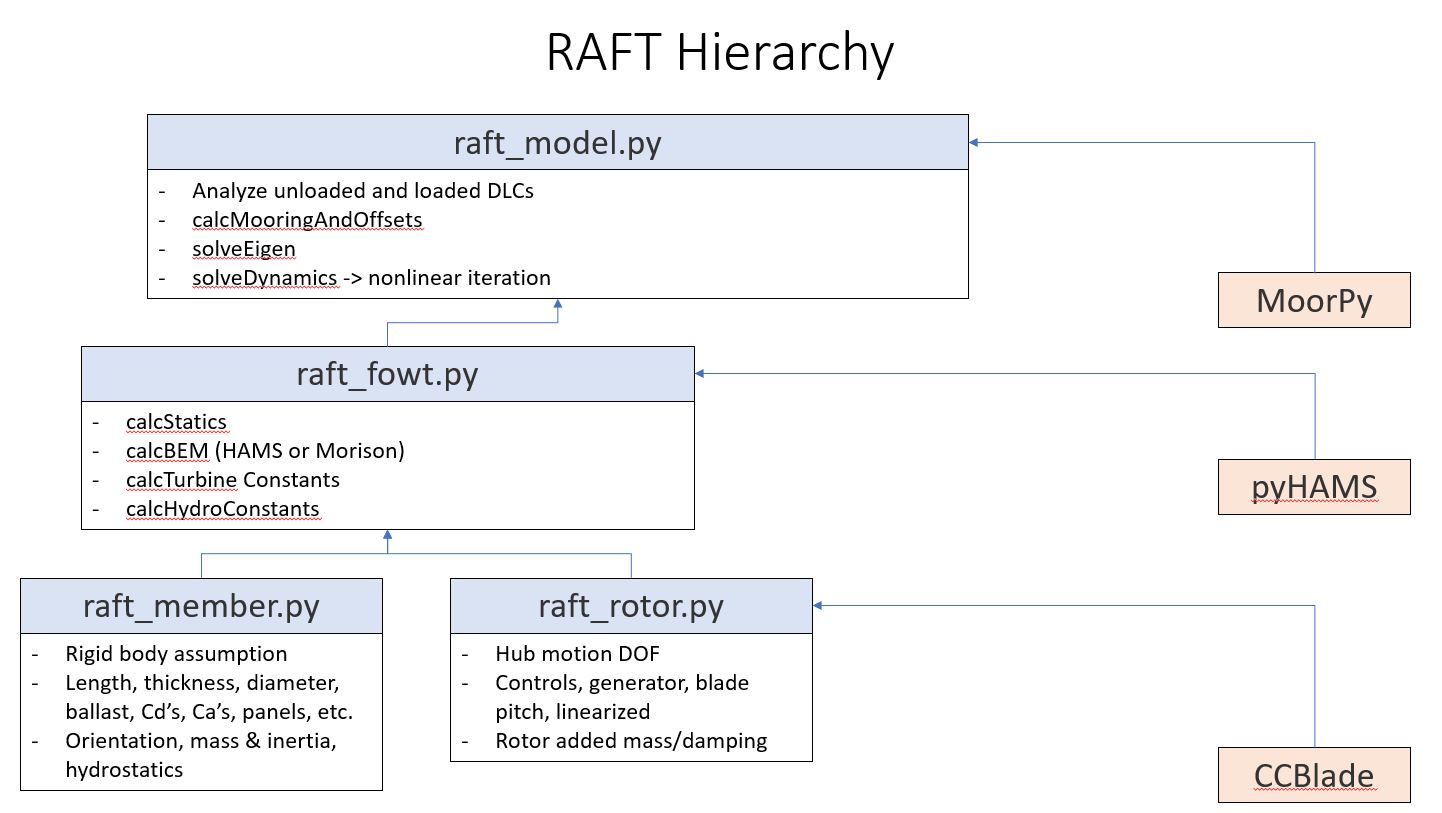 RAFT Hierarchy
raft_model.py
- Analyze unloaded and loaded DLCs
- calcMooringAndOffsets
- solveEigen
- solveDynamics -> nonlinear iteration
MoorPy
raft_fowt.py
- calcStatics
- calcBEM (HAMS or Morison)
- calcTurbine Constants
- calcHydroConstants
pyHAMS
raft_member.py
- Rigid body assumption
- Length, thickness, diameter,
ballast, Cd’s, Ca’s, panels, etc.
- Orientation, mass & inertia,
hydrostatics
raft_rotor.py
- Hub motion DOF
- Controls, generator, blade
pitch, linearized
- Rotor added mass/damping
CCBlade